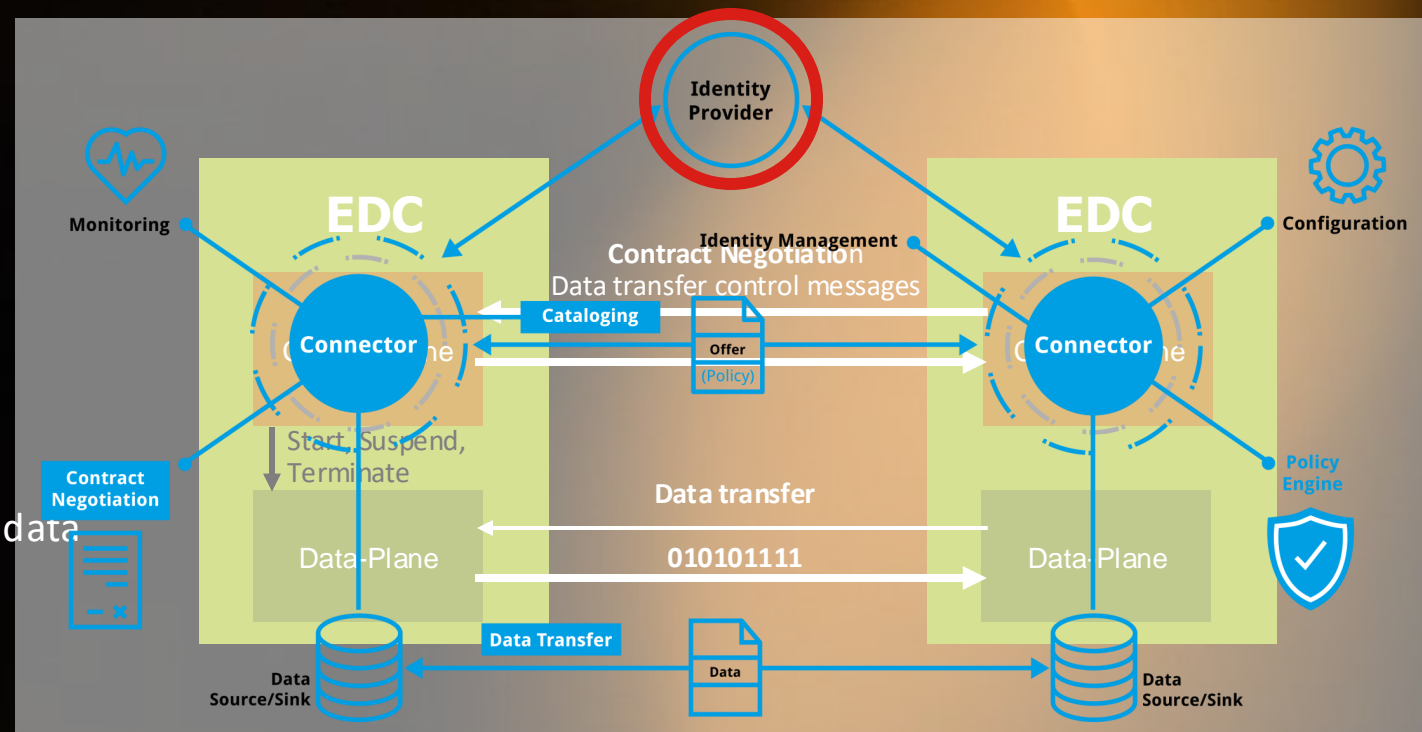 Identity
Provider
EDC
EDC
Monitoring
Configuration
Identity Management
Contract Negotiation
Data transfer control messages
Cataloging
Connector
Offer
(Policy)
Connector
Start, Suspend,
Terminate
Contract
Negotiation
Policy
Engine
Data transfer
data
Data-Plane
010101111
Data-Plane
Data Transfer
Data
Source/Sink
Data
Data
Source/Sink